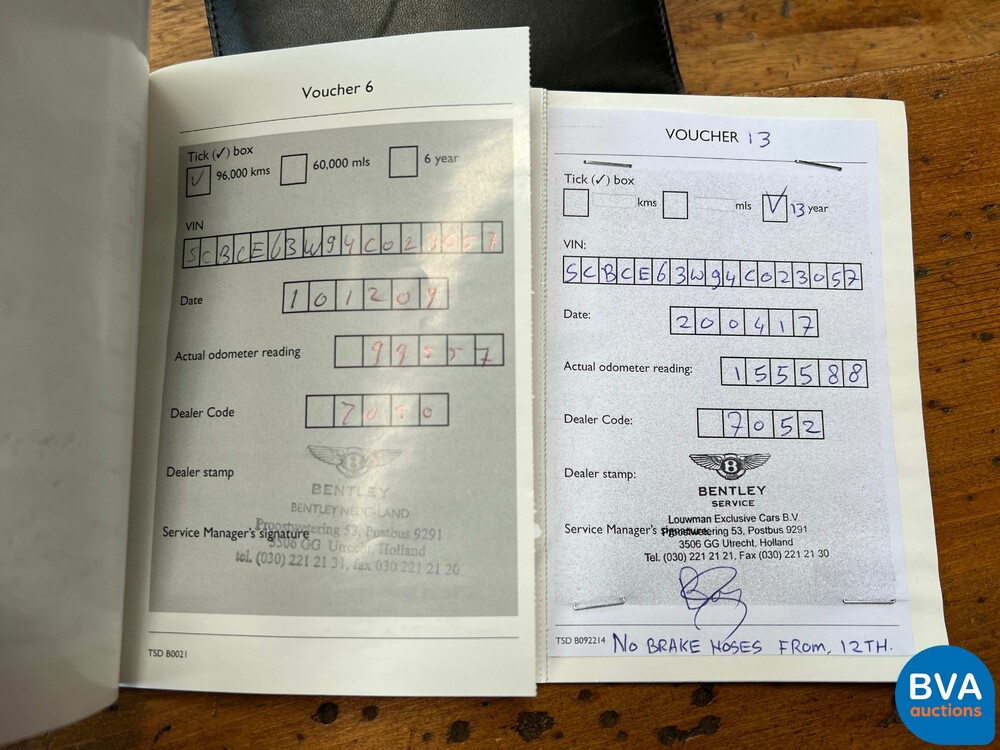 Voucher 6
Tick (✓) box
✓ 96,000 kms 60,000 mls 6 year
VIN
SCBCE63W94C023057
Date
101209
Actual odometer reading
99557
Dealer Code
Dealer stamp
B
BENTLEY
BENTLEY NEDERLAND
Service Manager's signature
Proostwetering 53, Postbus 9291
3506 GG Utrecht, Holland
tel. (030) 221 21 31, fax 030 221 21 20
TSD B0021
VOUCHER 13
Tick (✓) box
kms mls ✓ 13 year
VIN:
SCBCE63W94C023057
Date:
200417
Actual odometer reading:
155588
Dealer Code:
7052
Dealer stamp:
B
BENTLEY
SERVICE
Louwman Exclusive Cars B.V
Service Manager's signature
Proostwetering 53, Postbus 9291
3506 GG Utrecht, Holland
Tel. (030) 221 21 21, Fax (030) 221 21 30
TSD B092214 NO BRAKE HOSES FROM, 12TH.
BVA
auctions